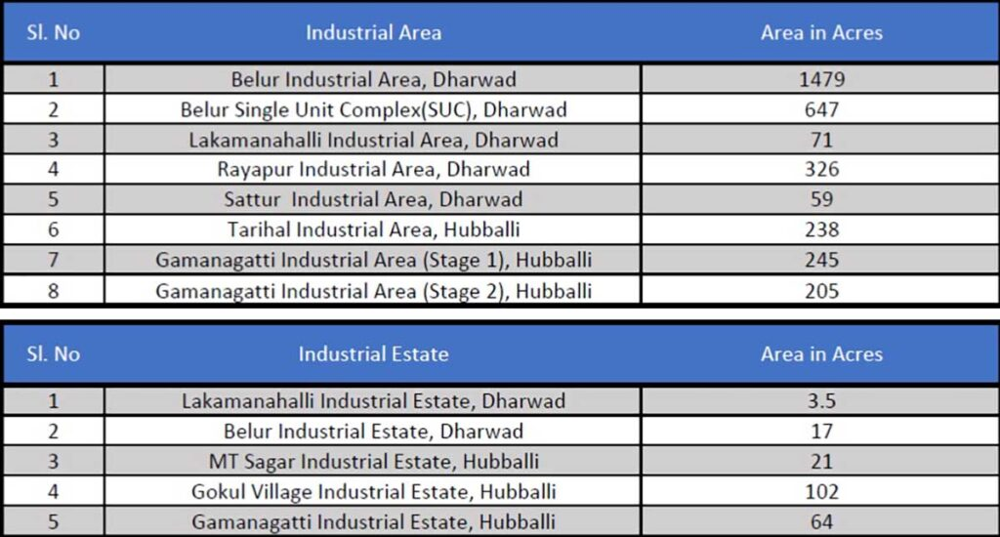 Sl. No Industrial Area Area in Acres
1 Belur Industrial Area, Dharwad 1479
2 Belur Single Unit Complex(SUC), Dharwad 647
3 Lakamanahalli Industrial Area, Dharwad 71
4 Rayapur Industrial Area, Dharwad 326
5 Sattur Industrial Area, Dharwad 59
6 Tarihal Industrial Area, Hubballi 238
7 Gamanagatti Industrial Area (Stage 1), Hubballi 245
8 Gamanagatti Industrial Area (Stage 2), Hubballi 205
Sl. No Industrial Estate Area in Acres
1 Lakamanahalli Industrial Estate, Dharwad 3.5
2 Belur Industrial Estate, Dharwad 17
3 MT Sagar Industrial Estate, Hubballi 21
4 Gokul Village Industrial Estate, Hubballi 102
5 Gamanagatti Industrial Estate, Hubballi 64